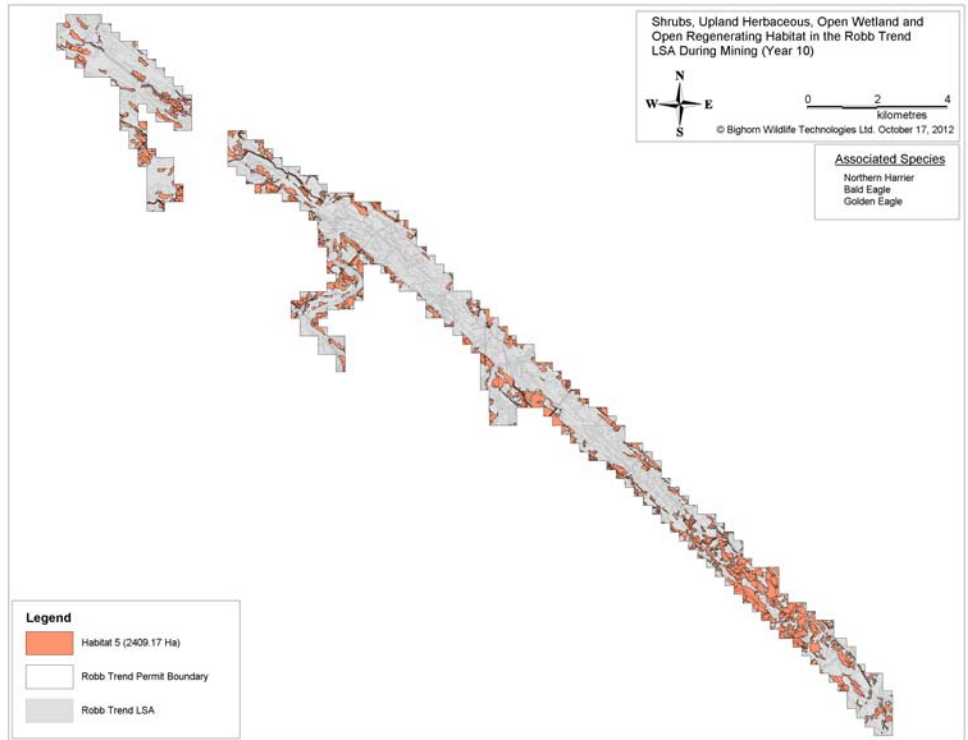 Shrubs, Upland Herbaceous, Open Wetland and
Open Regenerating Habitat in the Robb Trend
LSA During Mining (Year 10)
N
W E
S
0 2 4
kilometres
© Bighorn Wildlife Technologies Ltd. October 17, 2012
Associated Species
Northern Harrier
Bald Eagle
Golden Eagle
Legend
Habitat 5 (2409.17 Ha)
Robb Trend Permit Boundary
Robb Trend LSA